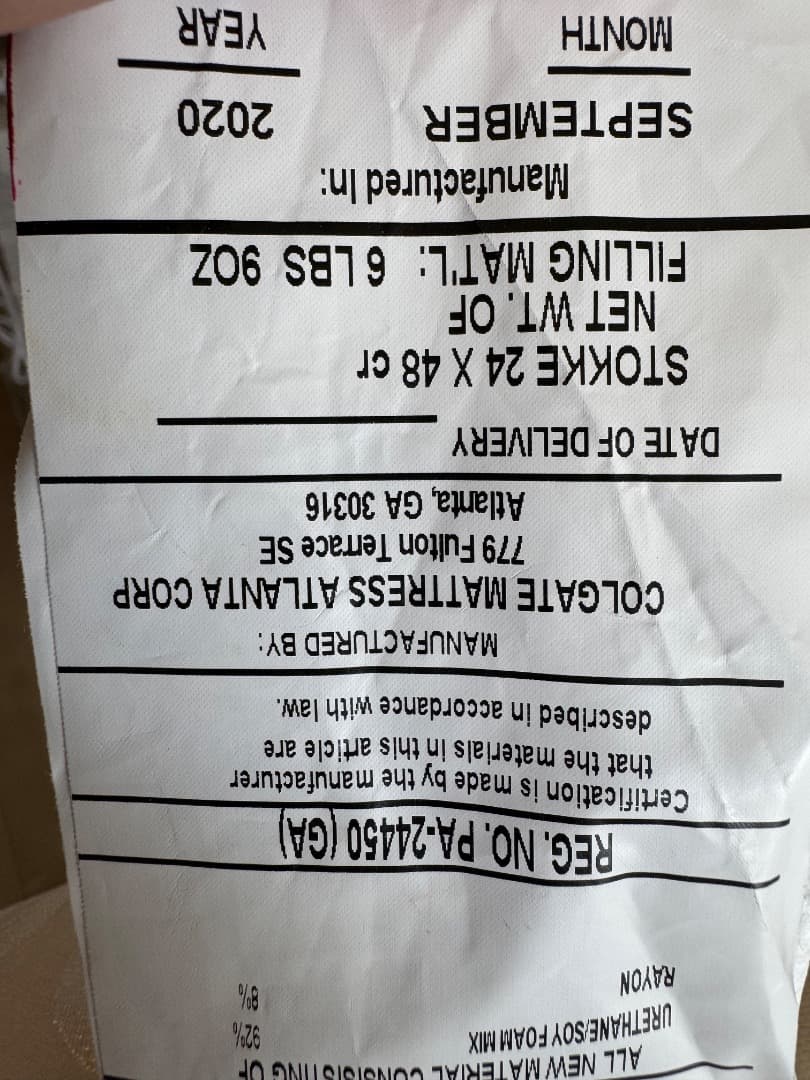 ALL NEW MATERIAL CONSISTING OF
URETHANE/SOY FOAM MIX 92%
RAYON 8%
REG. NO. PA-24450 (GA)
Certification is made by the manufacturer
that the materials in this article are
described in accordance with law.
MANUFACTURED BY:
COLGATE MATTRESS ATLANTA CORP
779 Fulton Terrace SE
Atlanta, GA 30316
DATE OF DELIVERY
STOKKE 24 X 48 cr
NET WT. OF
FILLING MAT'L: 6 LBS 9OZ
Manufactured In:
SEPTEMBER 2020
MONTH YEAR